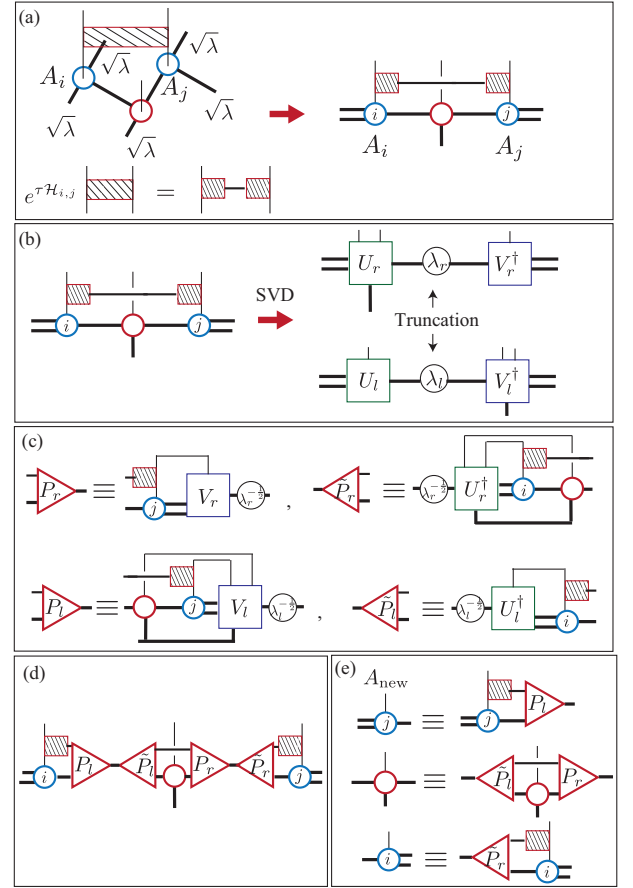 (a)
√λ √λ
A_i A_j
√λ √λ √λ
i j
A_i A_j
e^{τℋ_{i,j}} =
(b)
U_r λ_r V_r^†
SVD
i j
Truncation
U_l λ_l V_l^†
(c)
P_r ≡ j V_r λ_r^{-1/2} , P̃_r ≡ λ_r^{-1/2} U_r^† i
P_l ≡ j V_l λ_l^{-1/2} , P̃_l ≡ λ_l^{-1/2} U_l^† i
(d)
i P_l P̃_l P_r P̃_r j
(e)
A_new
j ≡ j P_l
≡ P̃_l P_r
i ≡ P̃_r i